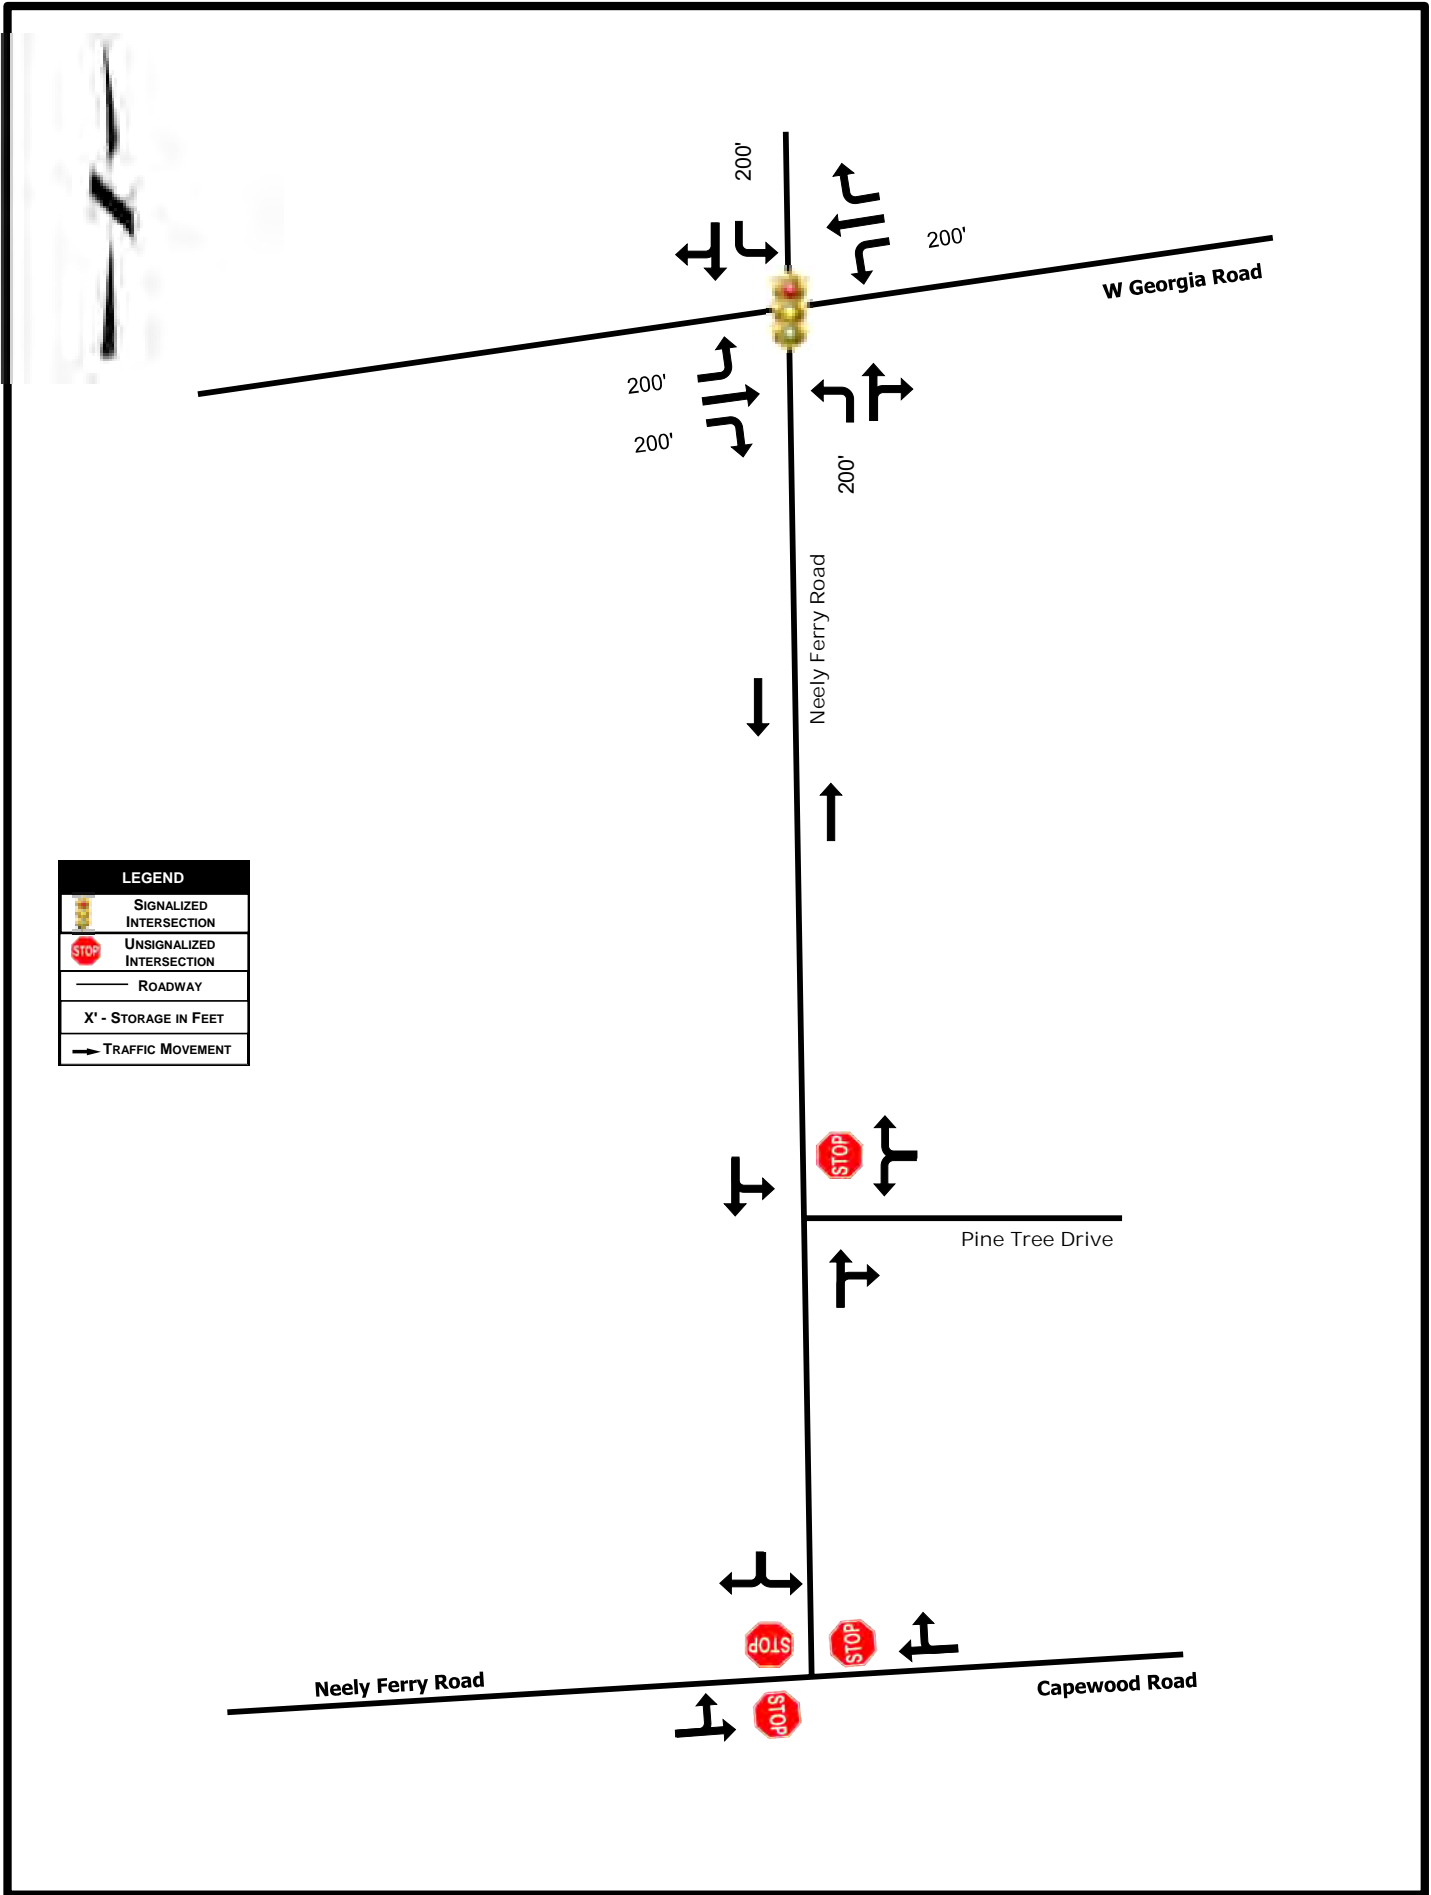 200'
200'
W Georgia Road
200'
200'
200'
Neely Ferry Road
LEGEND
SIGNALIZED
INTERSECTION
STOP
UNSIGNALIZED
INTERSECTION
ROADWAY
X' - STORAGE IN FEET
TRAFFIC MOVEMENT
STOP
Pine Tree Drive
STOP
STOP
Neely Ferry Road
Capewood Road
STOP